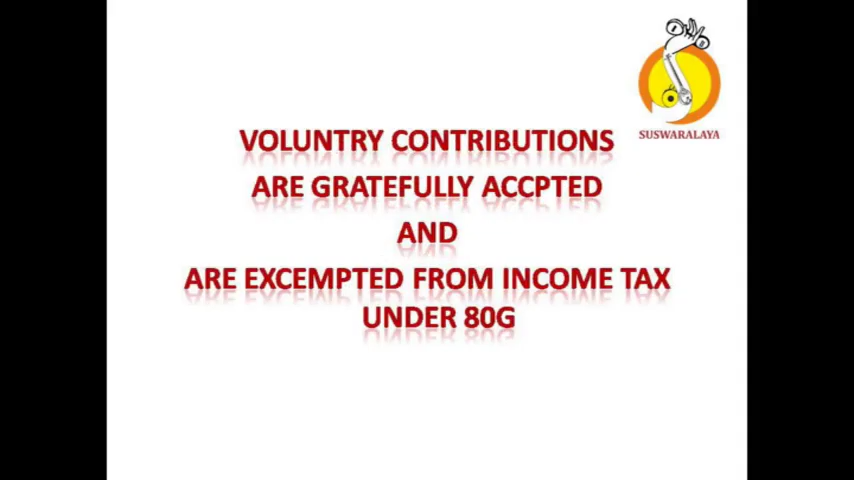 SUSWARALAYA
VOLUNTRY CONTRIBUTIONS
ARE GRATEFULLY ACCPTED
AND
ARE EXCEMPTED FROM INCOME TAX
UNDER 80G